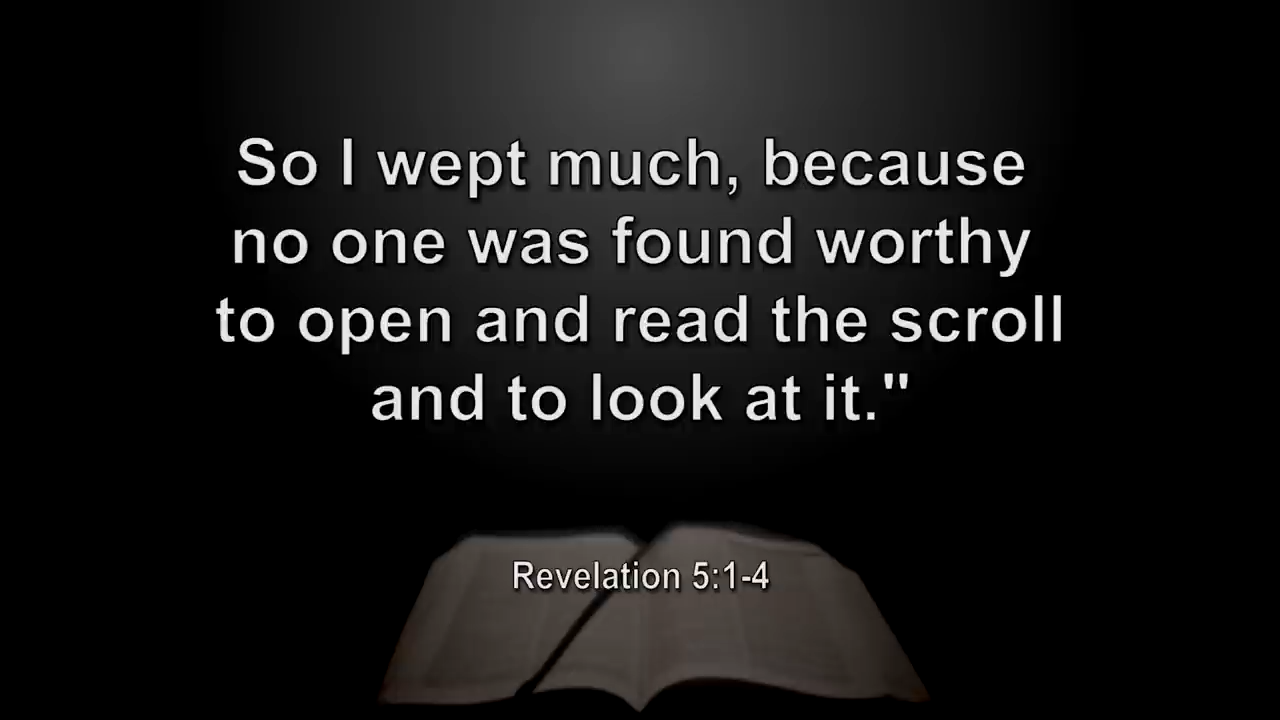 So I wept much, because
no one was found worthy
to open and read the scroll
and to look at it."
Revelation 5:1-4